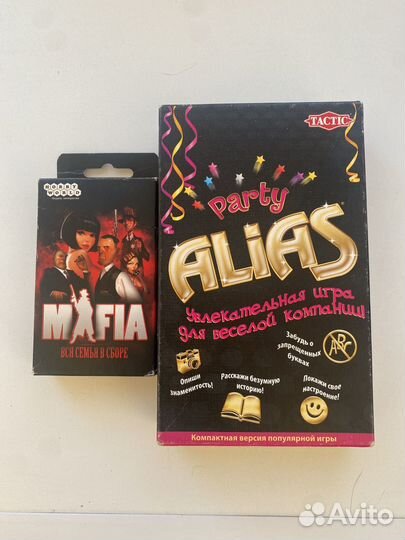 HOBBY
WORLD
MAFIA
ВСЯ СЕМЬЯ В СБОРЕ
TACTIC
Party
ALIAS
Увлекательная игра
для веселой компании!
Забудь о
запрещенных
буквах
Опиши
знаменитость!
Расскажи безумную
историю!
Покажи своё
настроение!
Компактная версия популярной игры
Avito